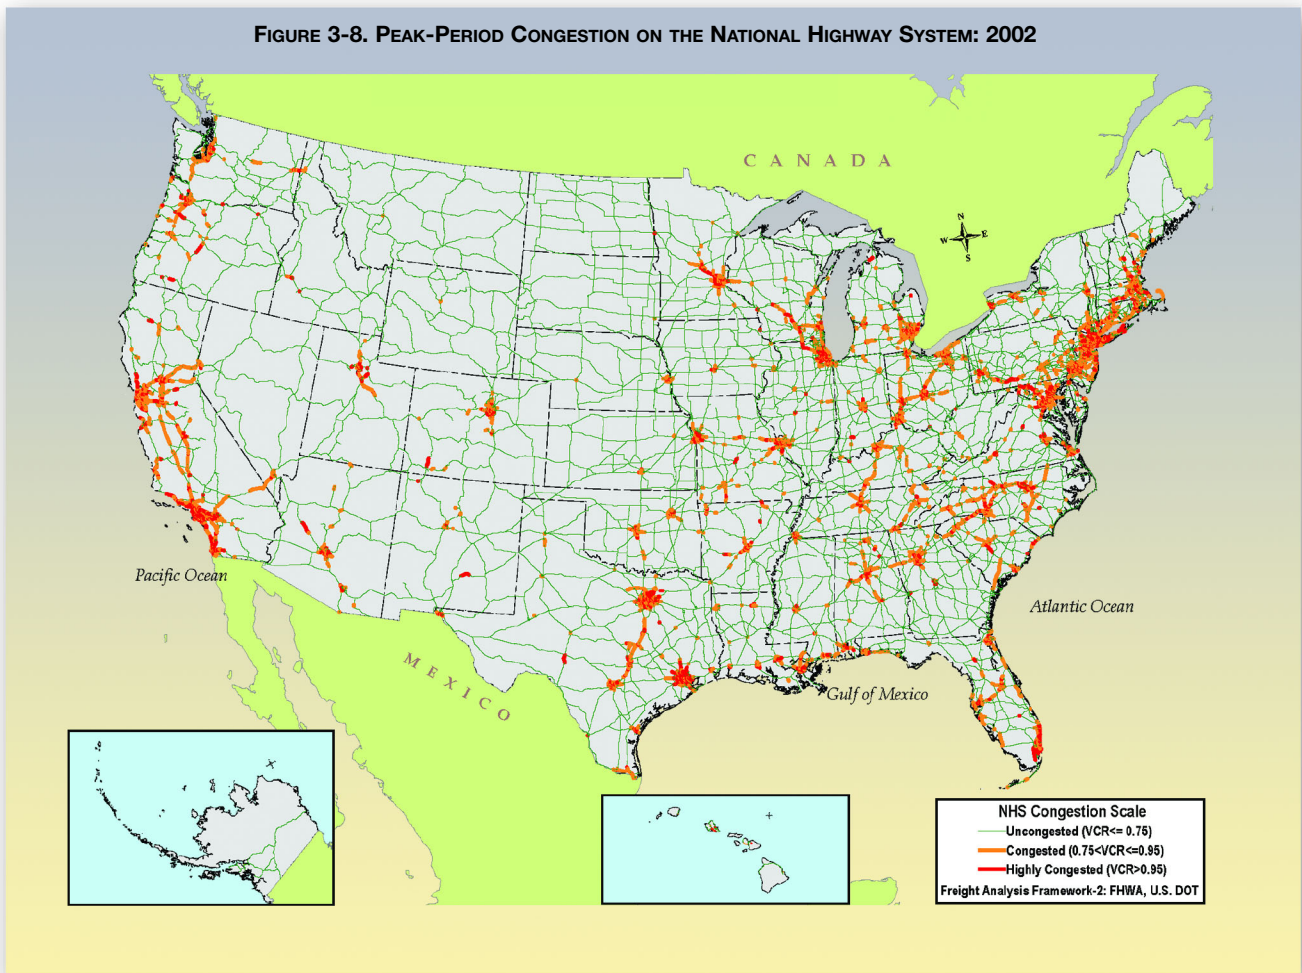 FIGURE 3-8. PEAK-PERIOD CONGESTION ON THE NATIONAL HIGHWAY SYSTEM: 2002
CANADA
N
W E
S
Pacific Ocean
Atlantic Ocean
MEXICO
Gulf of Mexico
NHS Congestion Scale
Uncongested (VCR<= 0.75)
Congested (0.75<VCR<=0.95)
Highly Congested (VCR>0.95)
Freight Analysis Framework-2: FHWA, U.S. DOT